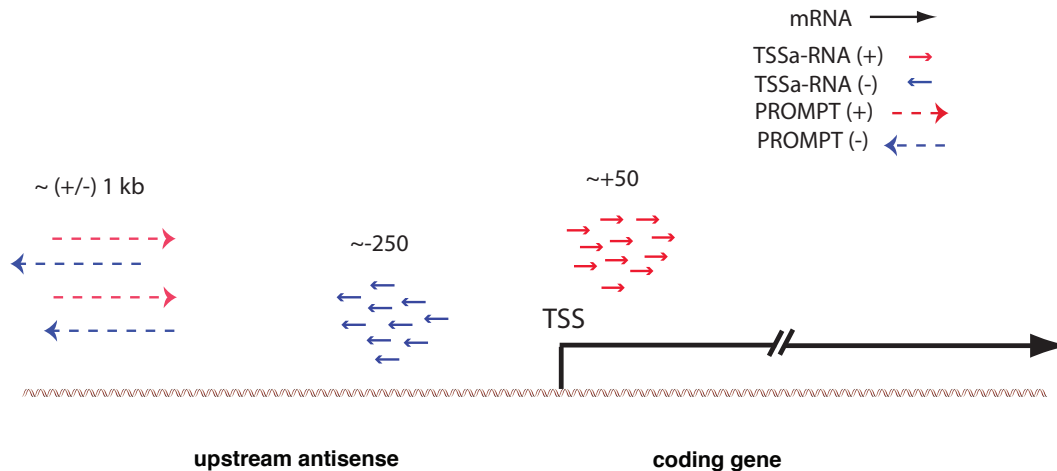 mRNA
TSSa-RNA (+)
TSSa-RNA (-)
PROMPT (+)
PROMPT (-)
~ (+/-) 1 kb
~-250
~+50
TSS
upstream antisense
coding gene